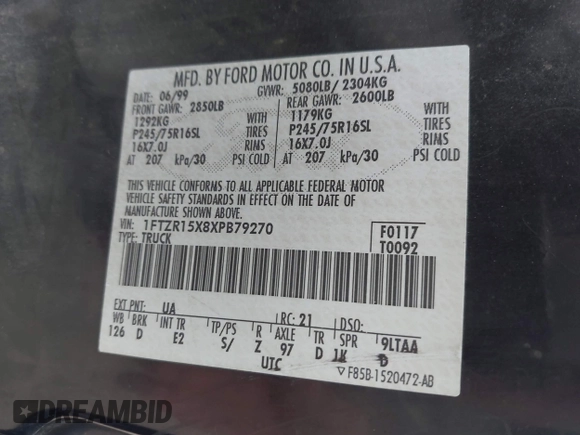 MFD. BY FORD MOTOR CO. IN U.S.A.
DATE: 06/99 GVWR: 5080LB/ 2304KG
FRONT GAWR: 2850LB REAR GAWR: 2600LB
1292KG WITH 1179KG WITH
P245/75R16SL TIRES P245/75R16SL TIRES
16X7.0J RIMS 16X7.0J RIMS
AT 207 kPa/30 PSI COLD AT 207 kPa/30 PSI COLD
THIS VEHICLE CONFORMS TO ALL APPLICABLE FEDERAL MOTOR
VEHICLE SAFETY STANDARDS IN EFFECT ON THE DATE OF
MANUFACTURE SHOWN ABOVE.
VIN: 1FTZR15X8XPB79270 F0117
TYPE: TRUCK T0092
EXT PNT: UA RC: 21 DSO:
WB BRK INT TR TP/PS R AXLE TR SPR 9LTAA
126 D E2 S/ Z 97 D D
UTC
▽ F85B-1520472-AB
DREAMBID